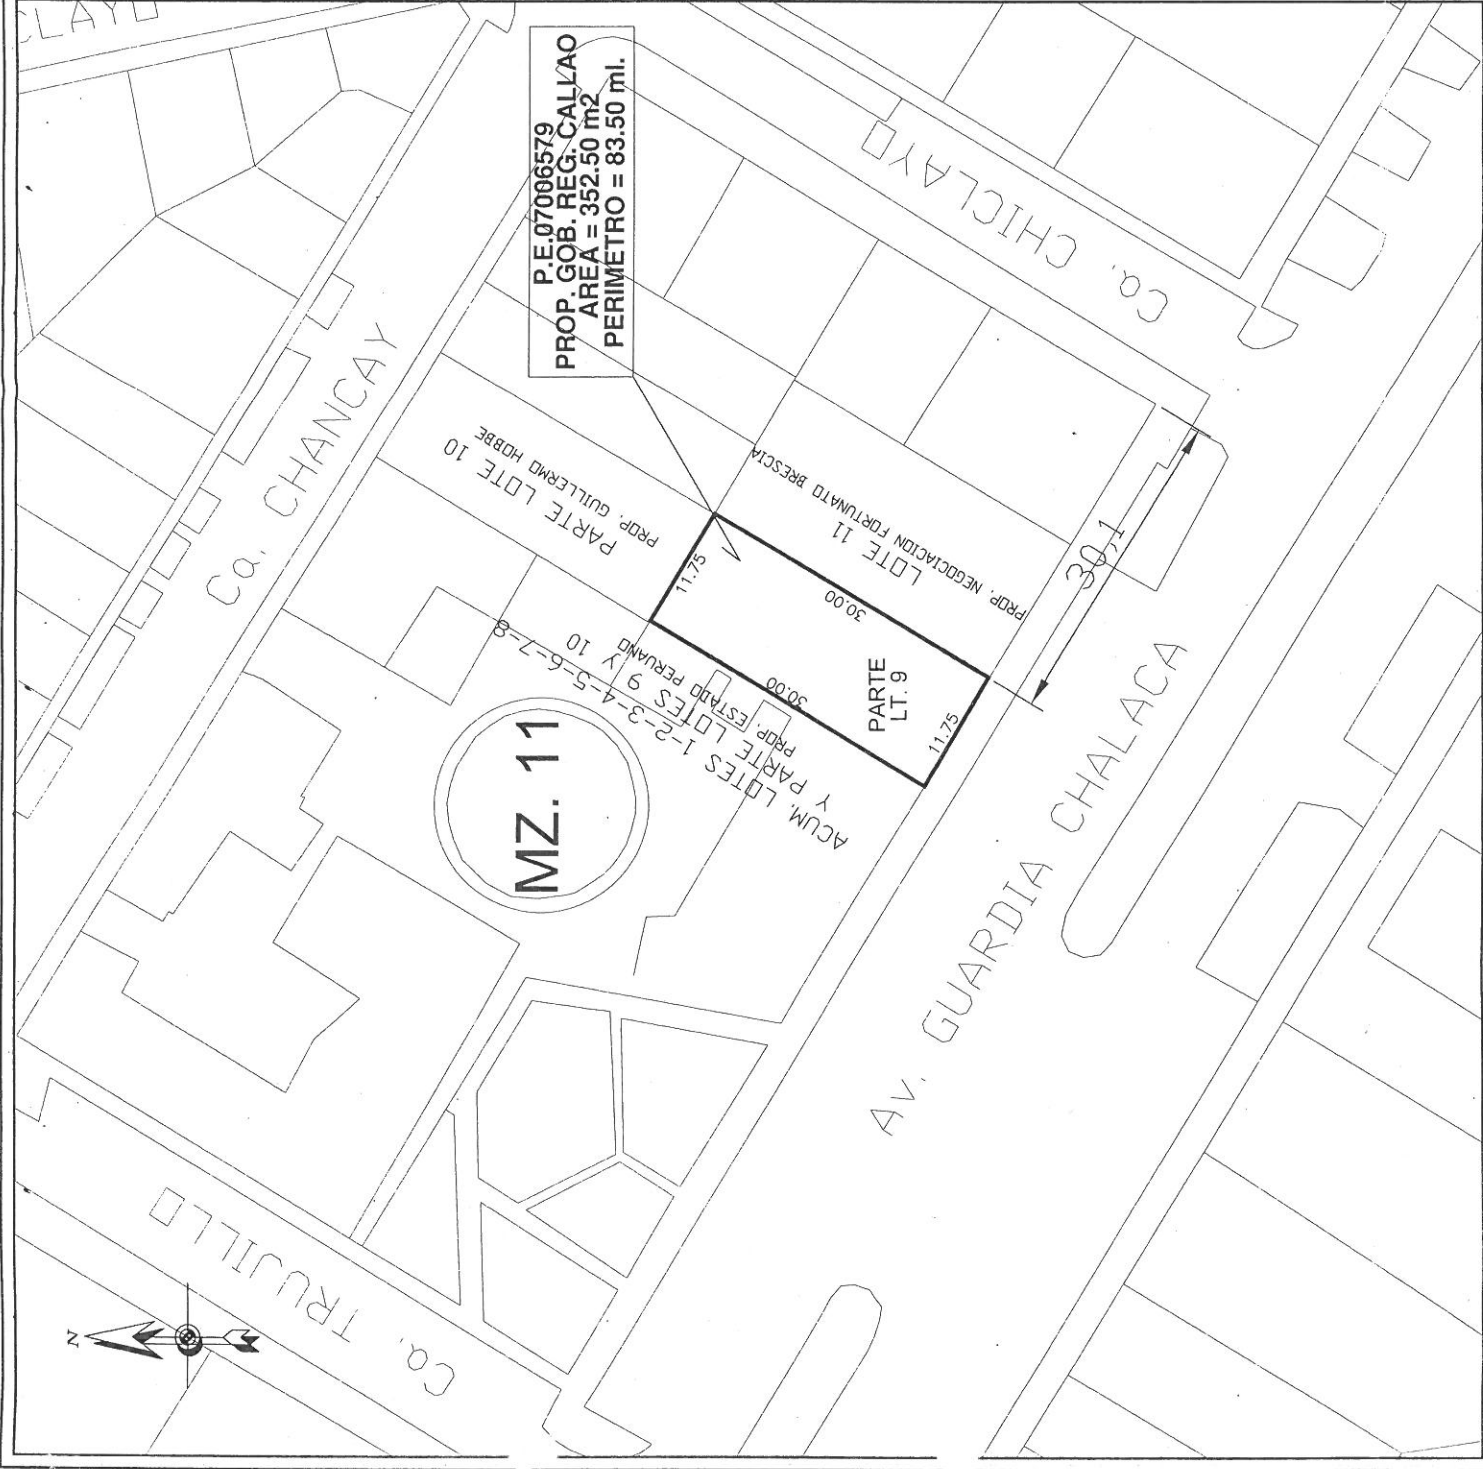 CLAYO
P.E.07006579
PROP. GOB. REG. CALLAO
AREA = 352.50 m2
PERIMETRO = 83.50 ml.
Ca. CHICLAYO
Ca. CHANCAY
PARTE LOTE 10
PROP. GUILLERMO HOBBE
LOTE 11
PROP. NEGOCIACION FORTUNATO BRESCIA
11.75
30.00
30.00
11.75
PARTE
LT. 9
30,1
ACUM. LOTES 1-2-3-4-5-6-7-8
Y PARTE LOTES 9 Y 10
PROP. ESTADO PERUANO
MZ. 11
AV. GUARDIA CHALACA
Ca. TRUJILLO
N